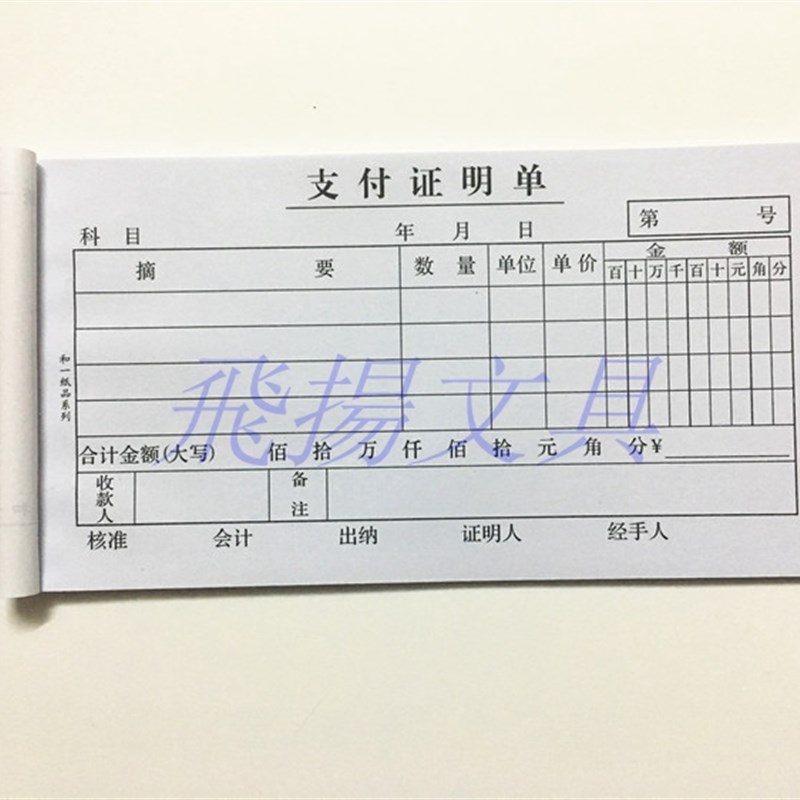 支付证明单
第 号
科 目 年 月 日
摘 要 数 量 单位 单价 金 额
百 十 万 千 百 十 元 角 分
和一纸品系列
飛揚文具
合计金额(大写) 佰 拾 万 仟 佰 拾 元 角 分 ¥
收款人 备注
核准 会计 出纳 证明人 经手人